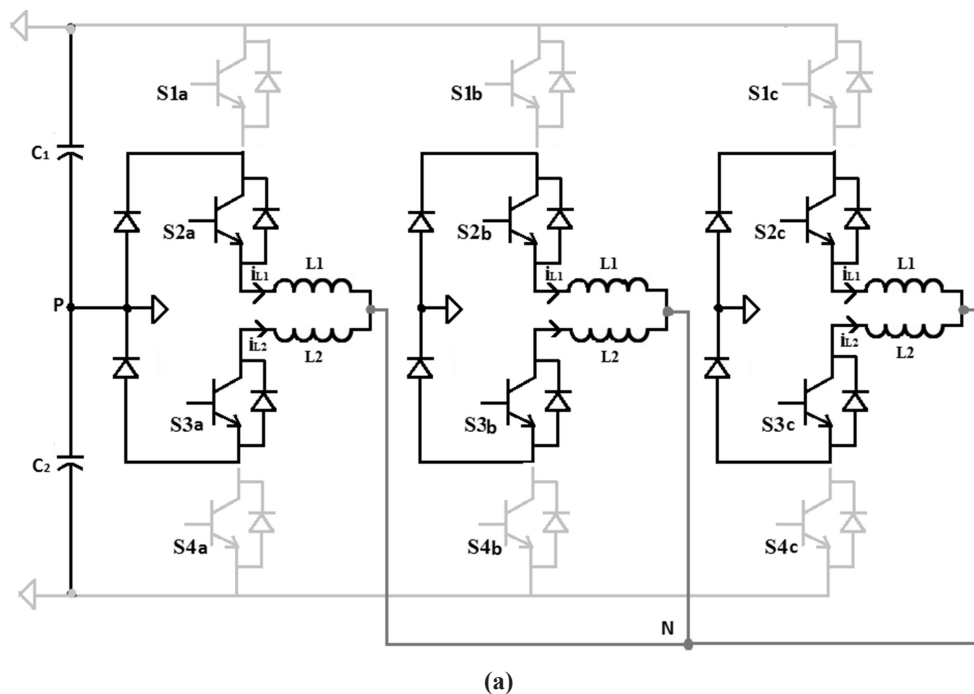 S1a S1b S1c
C1
S2a S2b S2c
iL1 L1 iL1 L1 iL1 L1
P
iL2 L2 iL2 L2 iL2 L2
S3a S3b S3c
C2
S4a S4b S4c
N
(a)